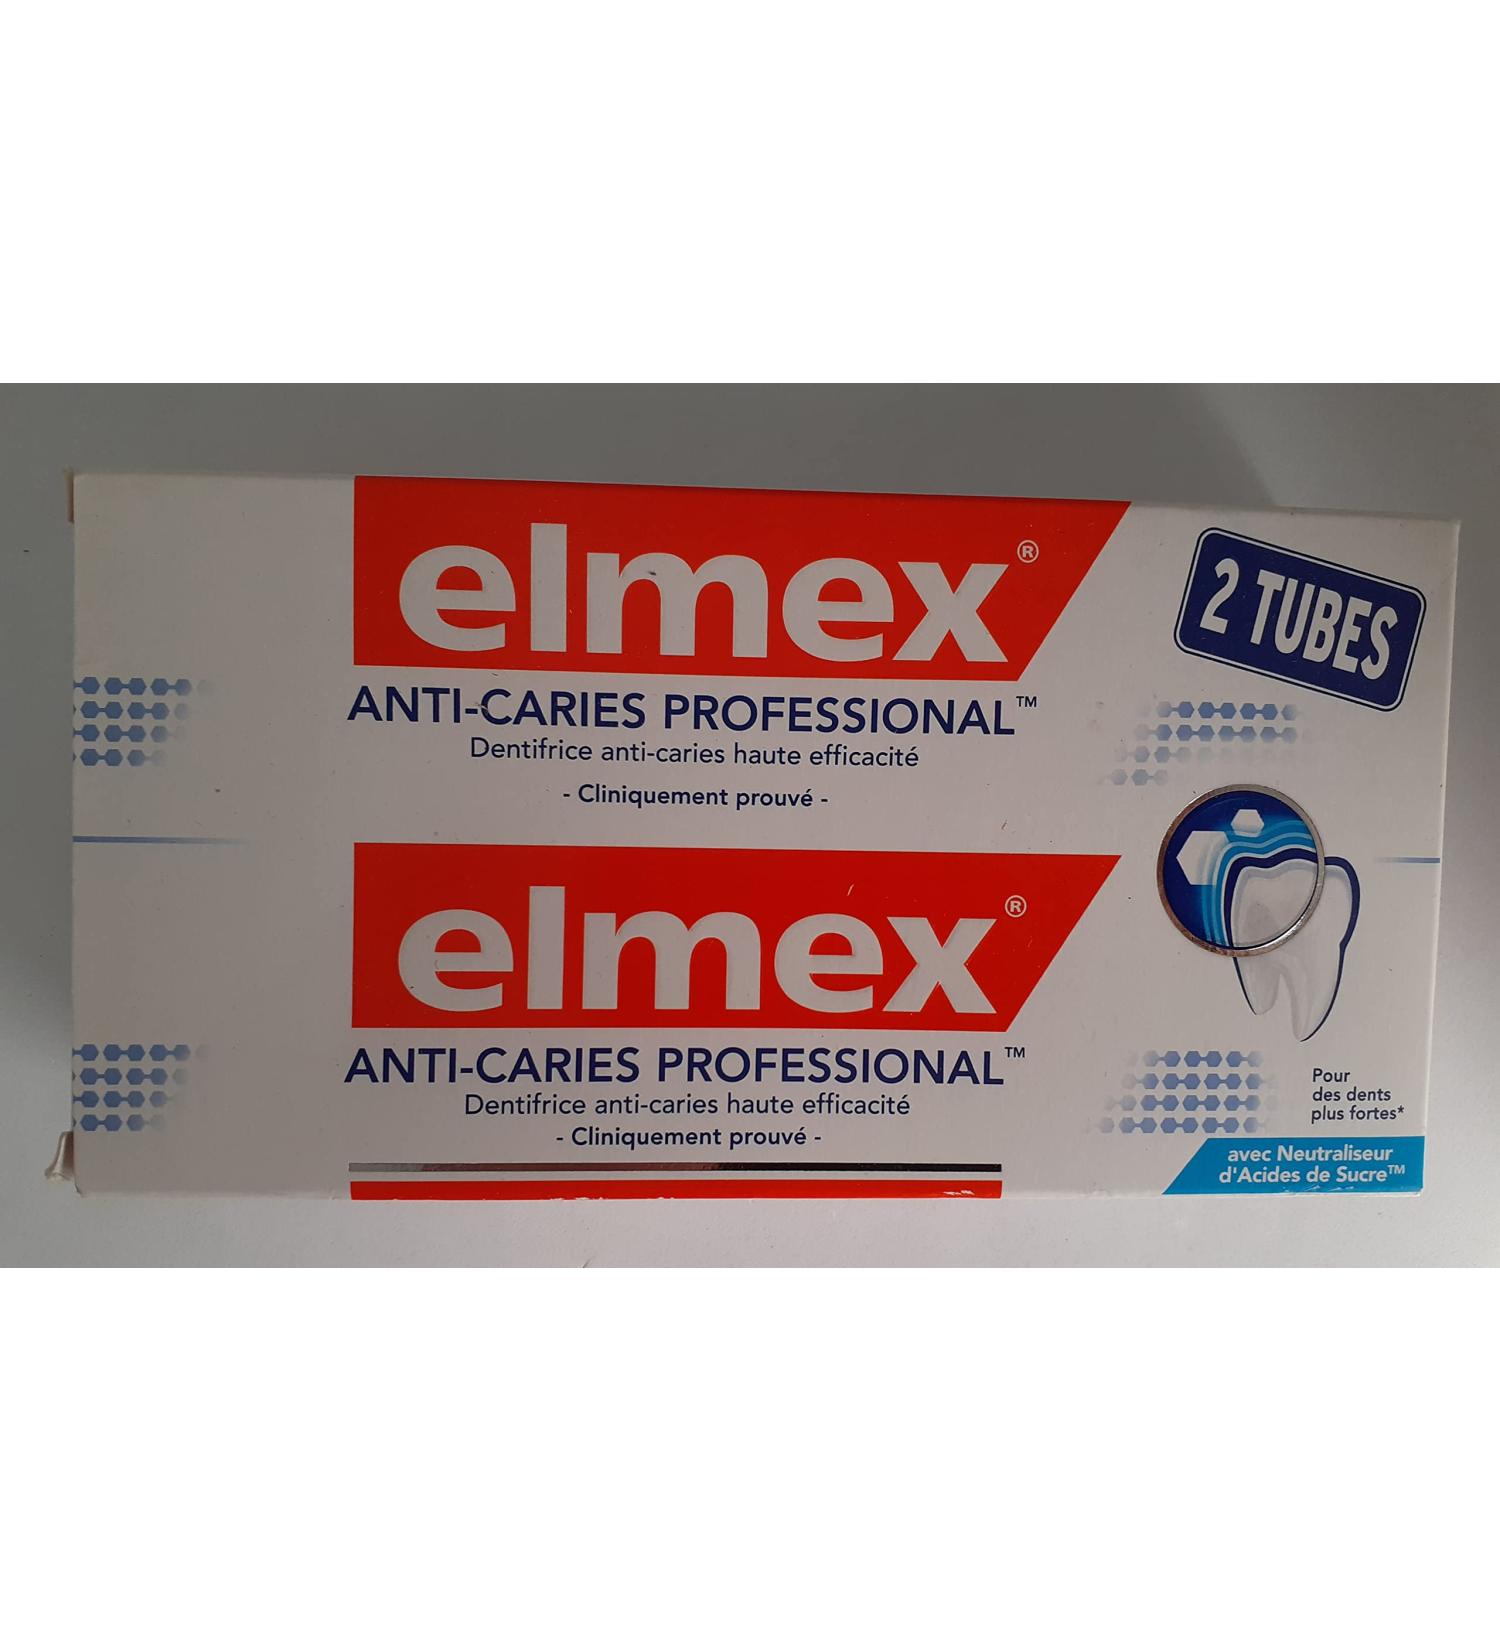 elmex®
2 TUBES
ANTI-CARIES PROFESSIONAL™
Dentifrice anti-caries haute efficacité
- Cliniquement prouvé -
elmex®
ANTI-CARIES PROFESSIONAL™
Dentifrice anti-caries haute efficacité
- Cliniquement prouvé -
Pour
des dents
plus fortes*
avec Neutraliseur
d'Acides de Sucre™